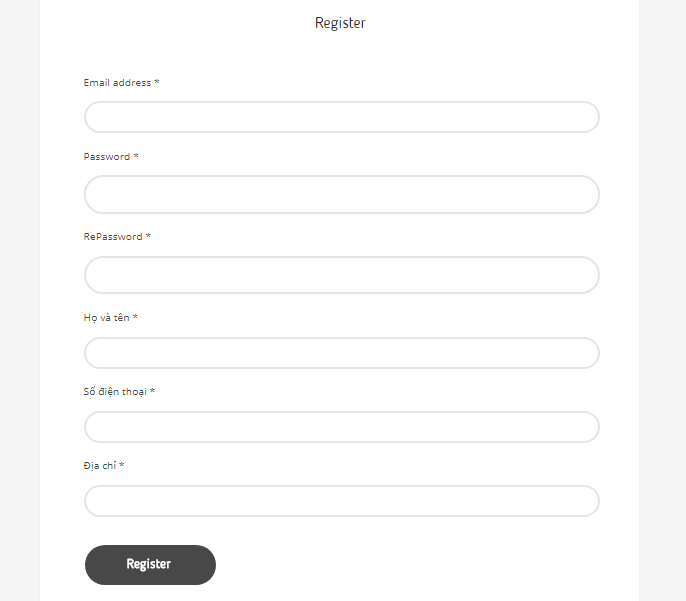 Register
Email address *
Password *
RePassword *
Họ và tên *
Số điện thoại *
Địa chỉ *
Register